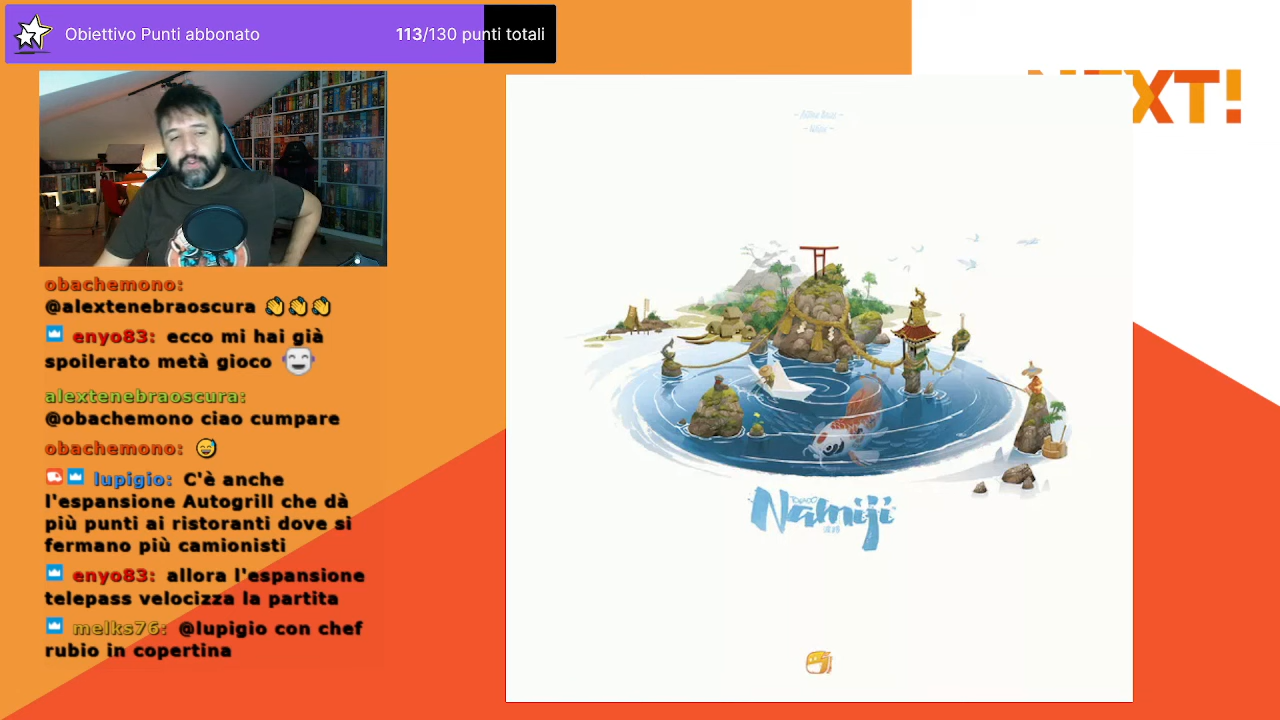 Obiettivo Punti abbonato 113/130 punti totali
NEXT!
obachemono:
@alextenebraoscura 👏👏👏
enyo83: ecco mi hai già
spoilerato metà gioco
alextenebraoscura:
@obachemono ciao cumpare
obachemono: 😅
lupigio: C'è anche
l'espansione Autogrill che dà
più punti ai ristoranti dove si
fermano più camionisti
enyo83: allora l'espansione
telepass velocizza la partita
melks76: @lupigio con chef
rubio in copertina
Namiji